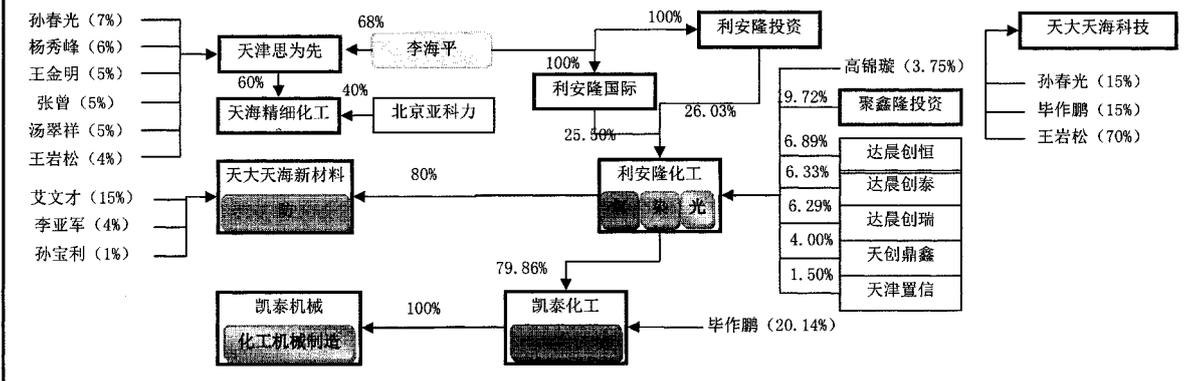 孙春光（7%）
杨秀峰（6%）
王金明（5%）
张曾（5%）
汤翠祥（5%）
王岩松（4%）
天津思为先
68%
李海平
100%
利安隆投资
天大天海科技
60%
40%
天海精细化工
北京亚科力
100%
利安隆国际
25.50%
26.03%
高锦璇（3.75%）
9.72%
聚鑫隆投资
孙春光（15%）
毕作鹏（15%）
王岩松（70%）
6.89%
达晨创恒
6.33%
达晨创泰
6.29%
达晨创瑞
4.00%
天创鼎鑫
1.50%
天津置信
艾文才（15%）
李亚军（4%）
孙宝利（1%）
天大天海新材料
80%
利安隆化工
染
光
79.86%
凯泰机械
化工机械制造
100%
凯泰化工
毕作鹏（20.14%）